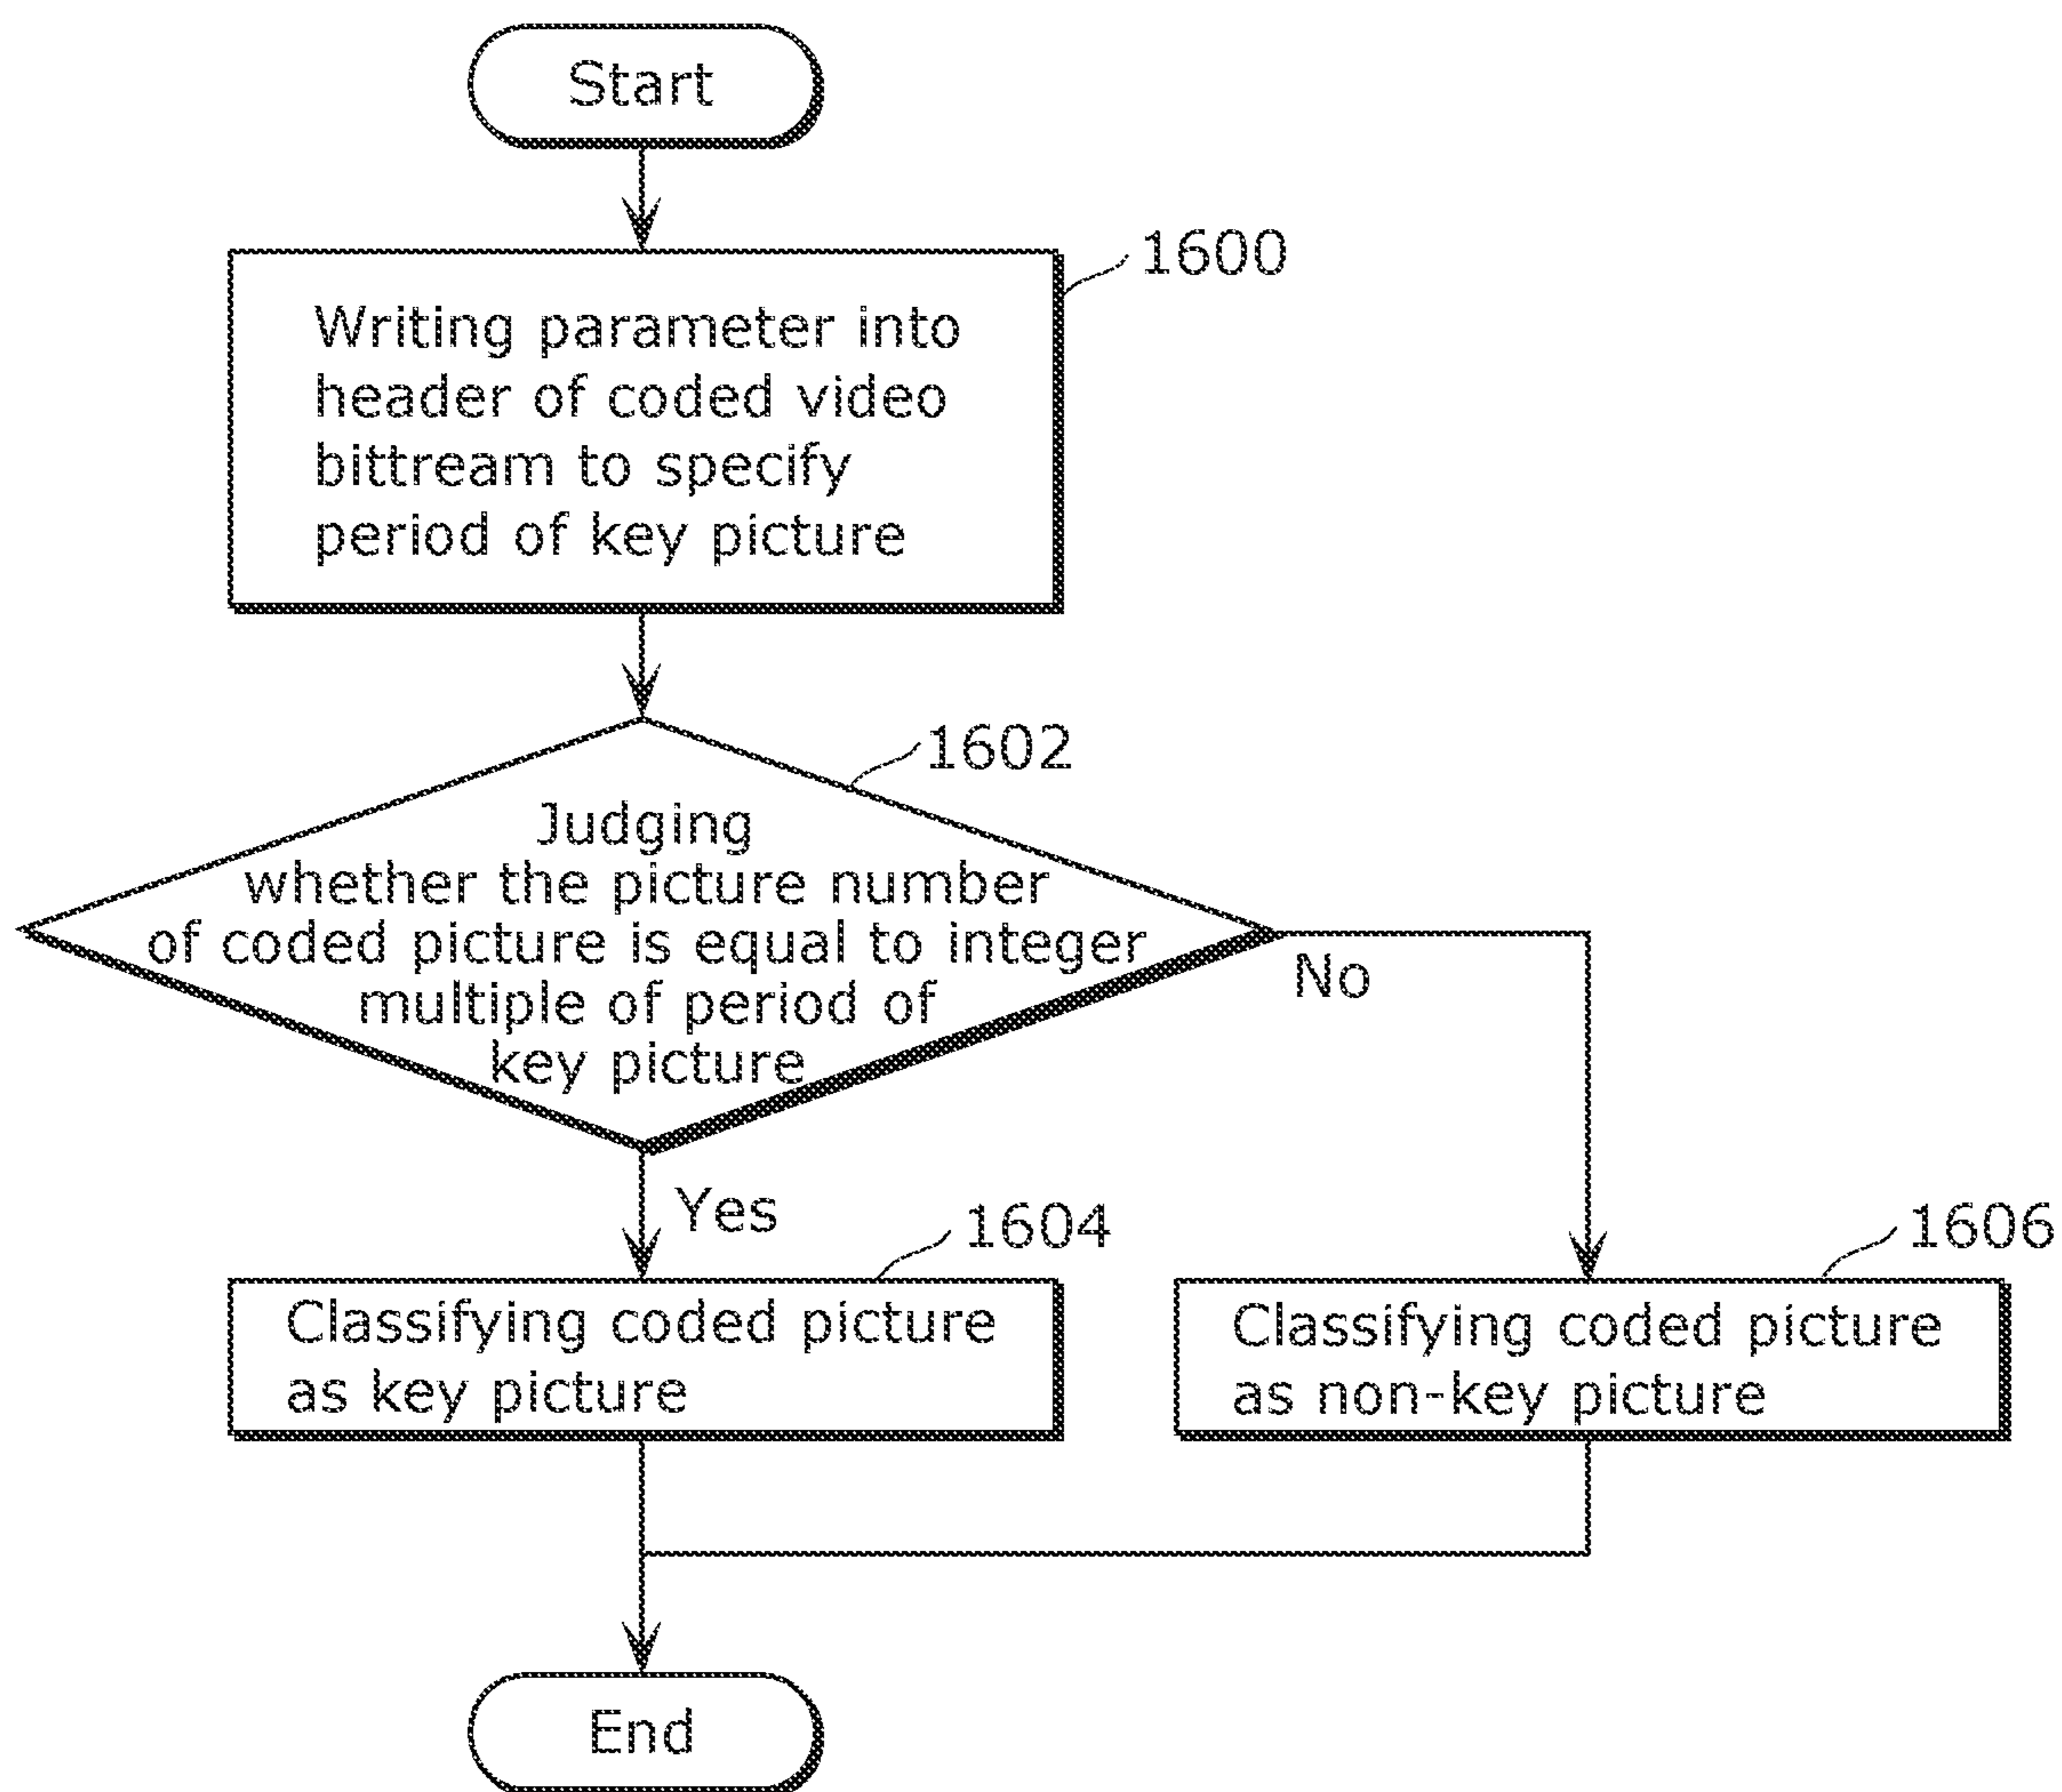 Start
1600
Writing parameter into
header of coded video
bittream to specify
period of key picture
1602
Judging
whether the picture number
of coded picture is equal to integer
multiple of period of
key picture
No
Yes
1604
1606
Classifying coded picture
as key picture
Classifying coded picture
as non-key picture
End